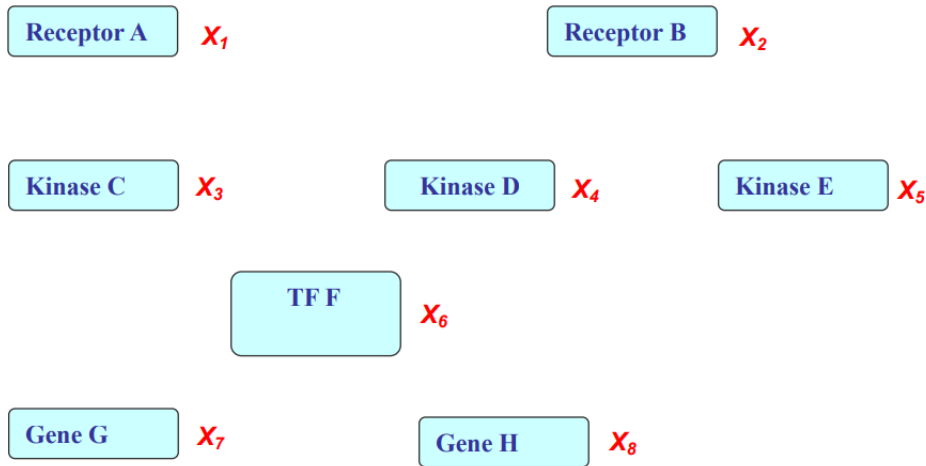 Receptor A X1 Receptor B X2
Kinase C X3 Kinase D X4 Kinase E X5
TF F X6
Gene G X7 Gene H X8